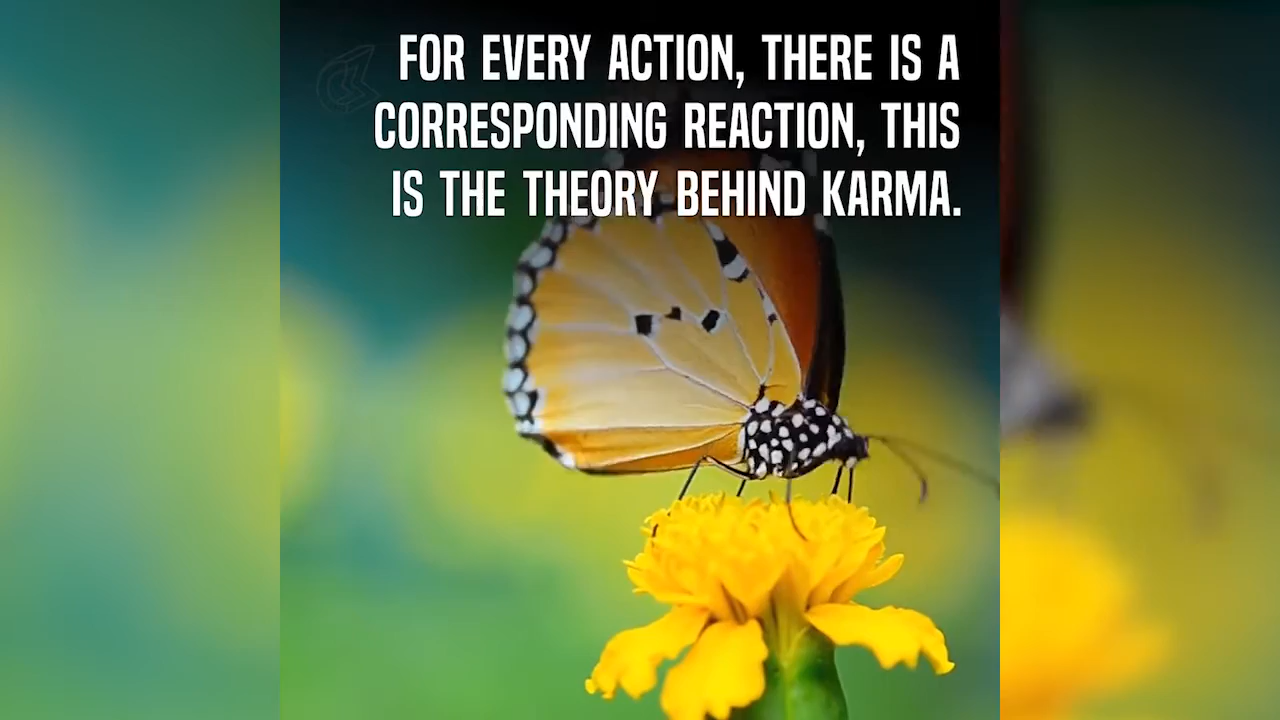 FOR EVERY ACTION, THERE IS A
CORRESPONDING REACTION, THIS
IS THE THEORY BEHIND KARMA.